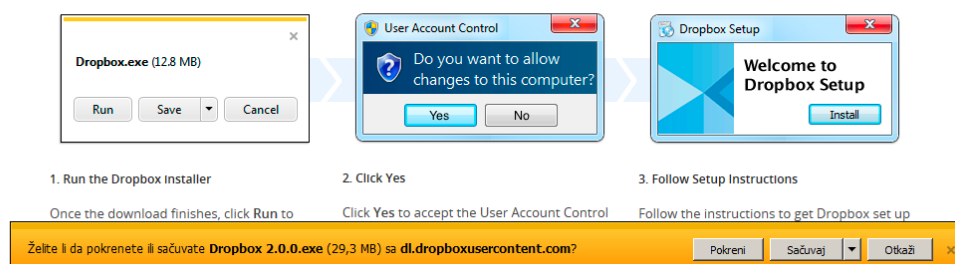 Dropbox.exe (12.8 MB)
Run Save Cancel
User Account Control
Do you want to allow
changes to this computer?
Yes No
Dropbox Setup
Welcome to
Dropbox Setup
Install
1. Run the Dropbox installer
Once the download finishes, click Run to
2. Click Yes
Click Yes to accept the User Account Control
3. Follow Setup Instructions
Follow the instructions to get Dropbox set up
Želite li da pokrenete ili sačuvate Dropbox 2.0.0.exe (29,3 MB) sa dl.dropboxusercontent.com?
Pokreni Sačuvaj Otkaži